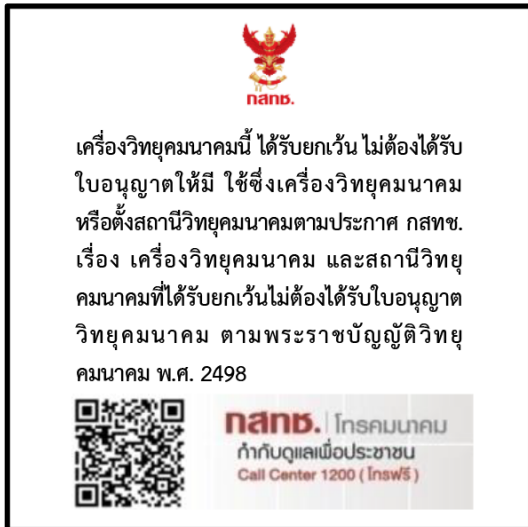 กสทช.
เครื่องวิทยุคมนาคมนี้ ได้รับยกเว้น ไม่ต้องได้รับ
ใบอนุญาตให้มี ใช้ซึ่งเครื่องวิทยุคมนาคม
หรือตั้งสถานีวิทยุคมนาคมตามประกาศ กสทช.
เรื่อง เครื่องวิทยุคมนาคม และสถานีวิทยุ
คมนาคมที่ได้รับยกเว้นไม่ต้องได้รับใบอนุญาต
วิทยุคมนาคม ตามพระราชบัญญัติวิทยุ
คมนาคม พ.ศ. 2498
กสทช. | โทรคมนาคม
กำกับดูแลเพื่อประชาชน
Call Center 1200 ( โทรฟรี )